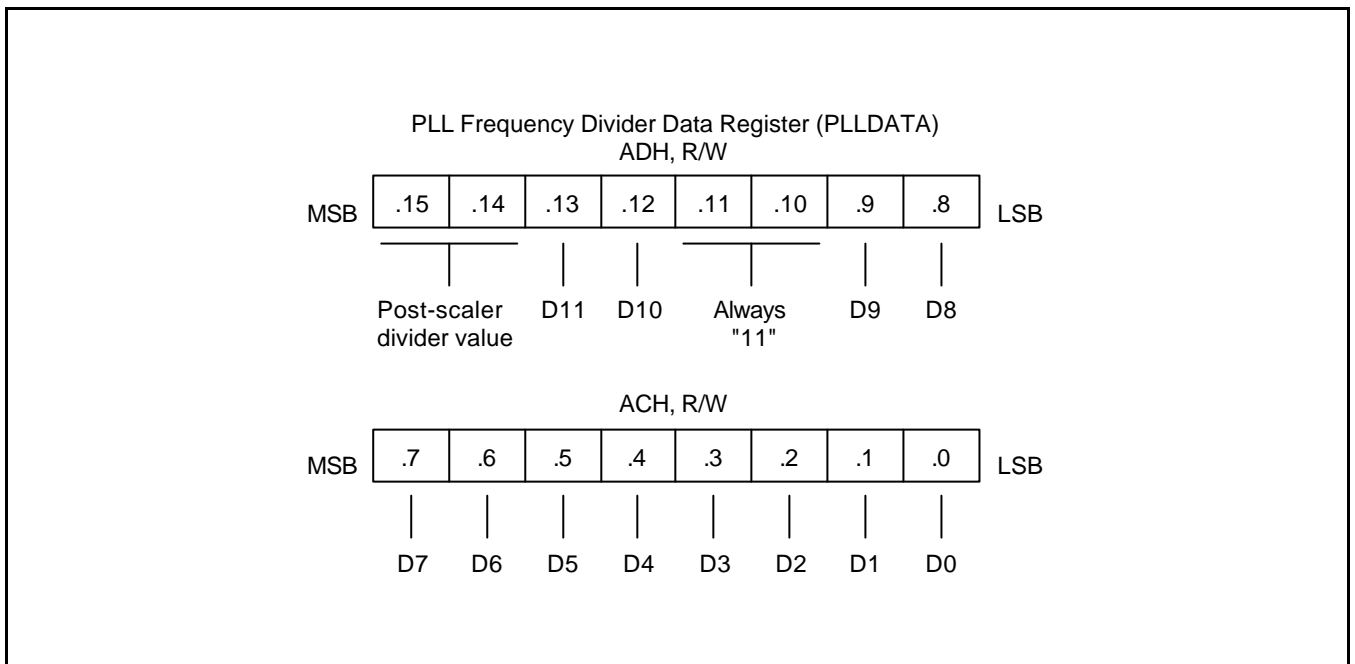 PLL Frequency Divider Data Register (PLLDATA)
ADH, R/W
MSB .15 .14 .13 .12 .11 .10 .9 .8 LSB
Post-scaler divider value D11 D10 Always "11" D9 D8
ACH, R/W
MSB .7 .6 .5 .4 .3 .2 .1 .0 LSB
D7 D6 D5 D4 D3 D2 D1 D0